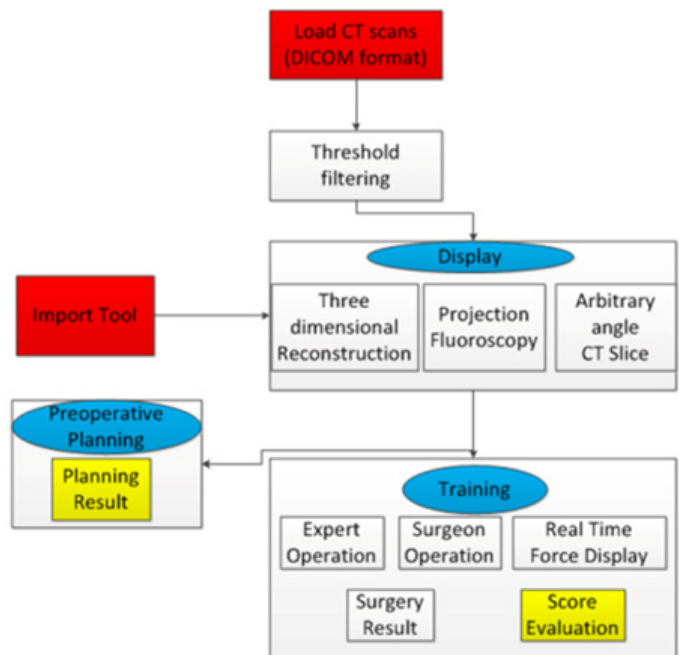 Load CT scans
(DICOM format)
Threshold
filtering
Display
Import Tool
Three
dimensional
Reconstruction
Projection
Fluoroscopy
Arbitrary
angle
CT Slice
Preoperative
Planning
Planning
Result
Training
Expert
Operation
Surgeon
Operation
Real Time
Force Display
Surgery
Result
Score
Evaluation